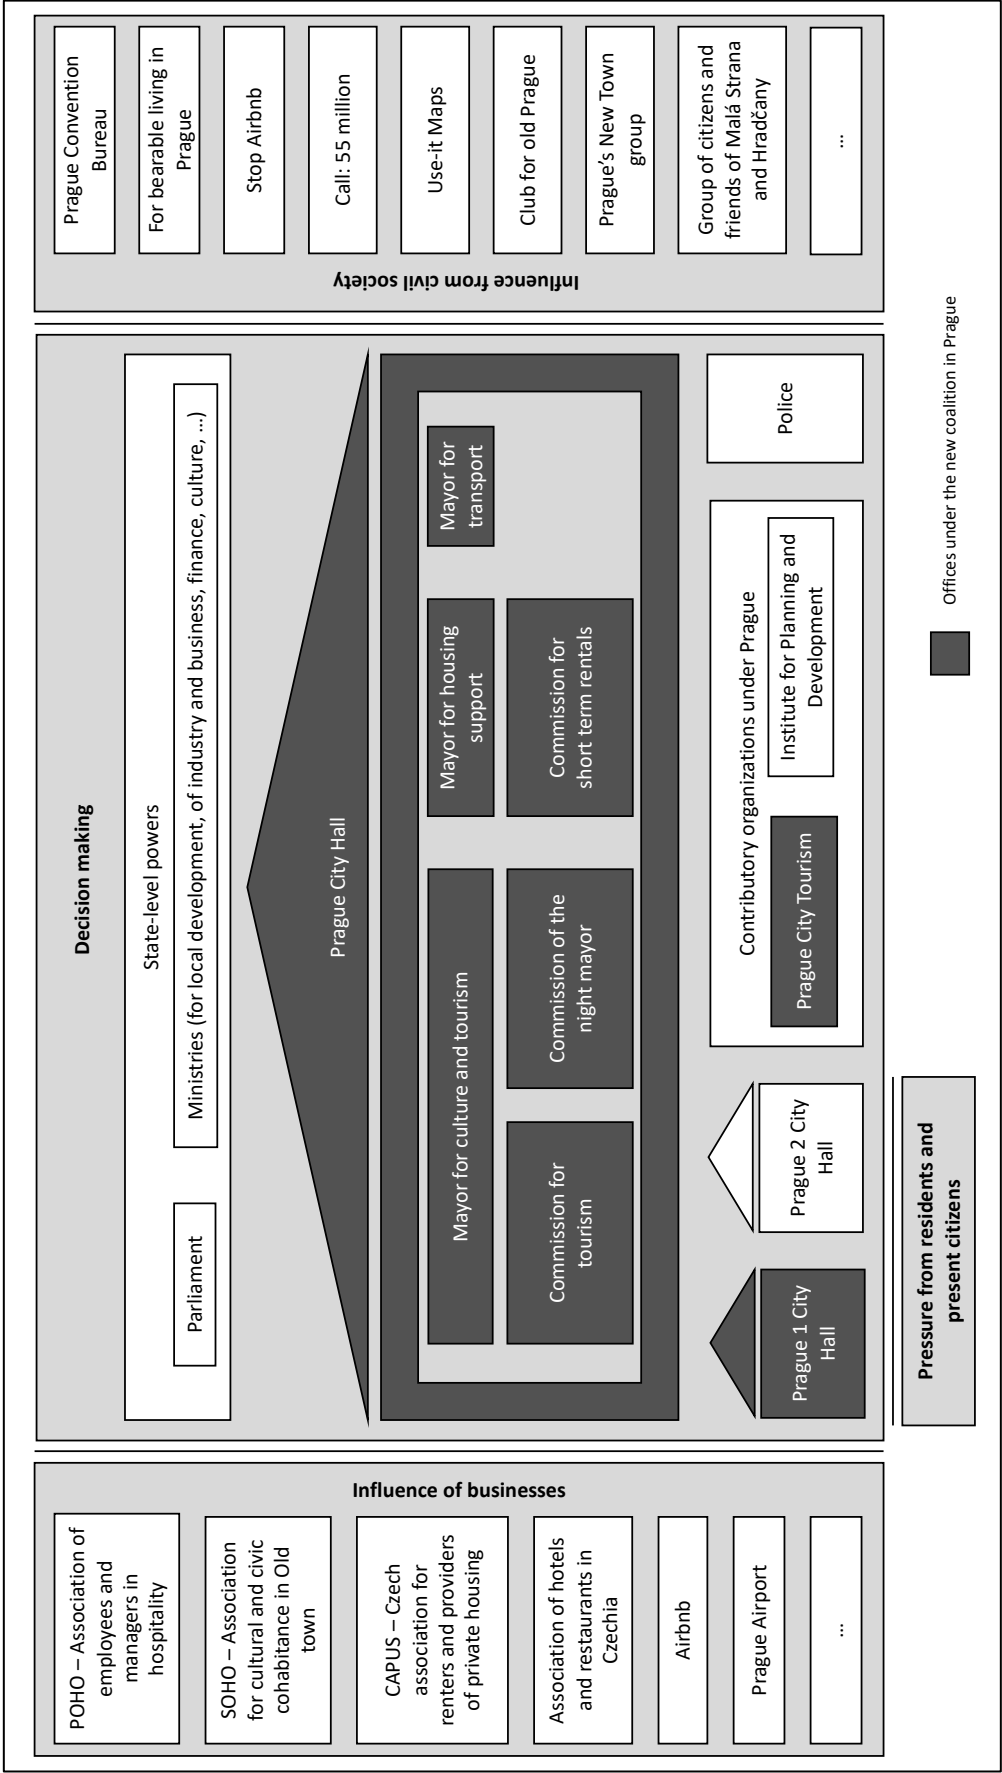 Influence of businesses
POHO – Association of
employees and
managers in
hospitality
SOHO – Association
for cultural and civic
cohabitance in Old
town
CAPUS – Czech
association for
renters and providers
of private housing
Association of hotels
and restaurants in
Czechia
Airbnb
Prague Airport
...
Decision making
State-level powers
Parliament
Ministries (for local development, of industry and business, finance, culture, ...)
Prague City Hall
Mayor for culture and tourism
Mayor for housing
support
Mayor for
transport
Commission for
tourism
Commission of the
night mayor
Commission for
short term rentals
Prague 1 City
Hall
Prague 2 City
Hall
Contributory organizations under Prague
Prague City Tourism
Institute for Planning and
Development
Police
Influence from civil society
Prague Convention
Bureau
For bearable living in
Prague
Stop Airbnb
Call: 55 million
Use-it Maps
Club for old Prague
Prague's New Town
group
Group of citizens and
friends of Malá Strana
and Hradčany
...
Pressure from residents and
present citizens
Offices under the new coalition in Prague